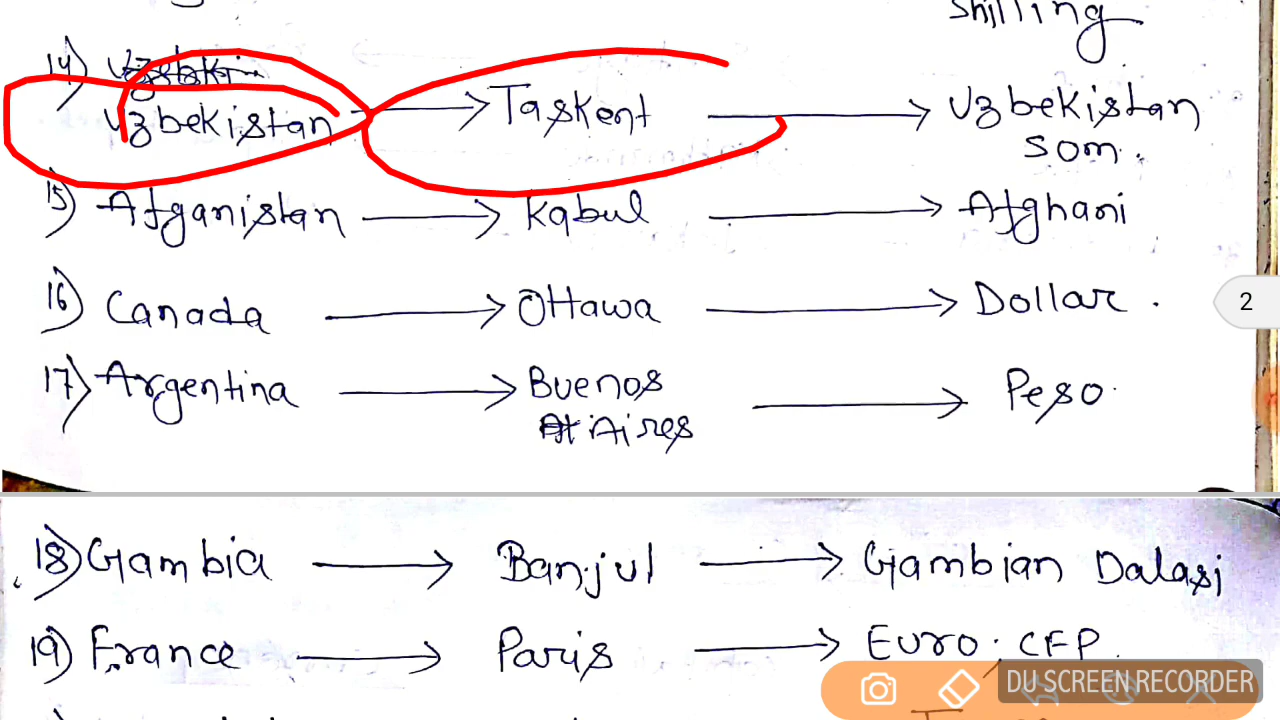 Shilling
14) Uzbeki
Uzbekistan → Taskent → Uzbekistan
som.
15) Afganistan → Kabul → Afghani
16) Canada → Ottawa → Dollar .
2
17) Argentina → Buenos → Peso
Aires
18) Gambia → Banjul → Gambian Dalasi
19) France → Paris → Euro ; CFP
DU SCREEN RECORDER